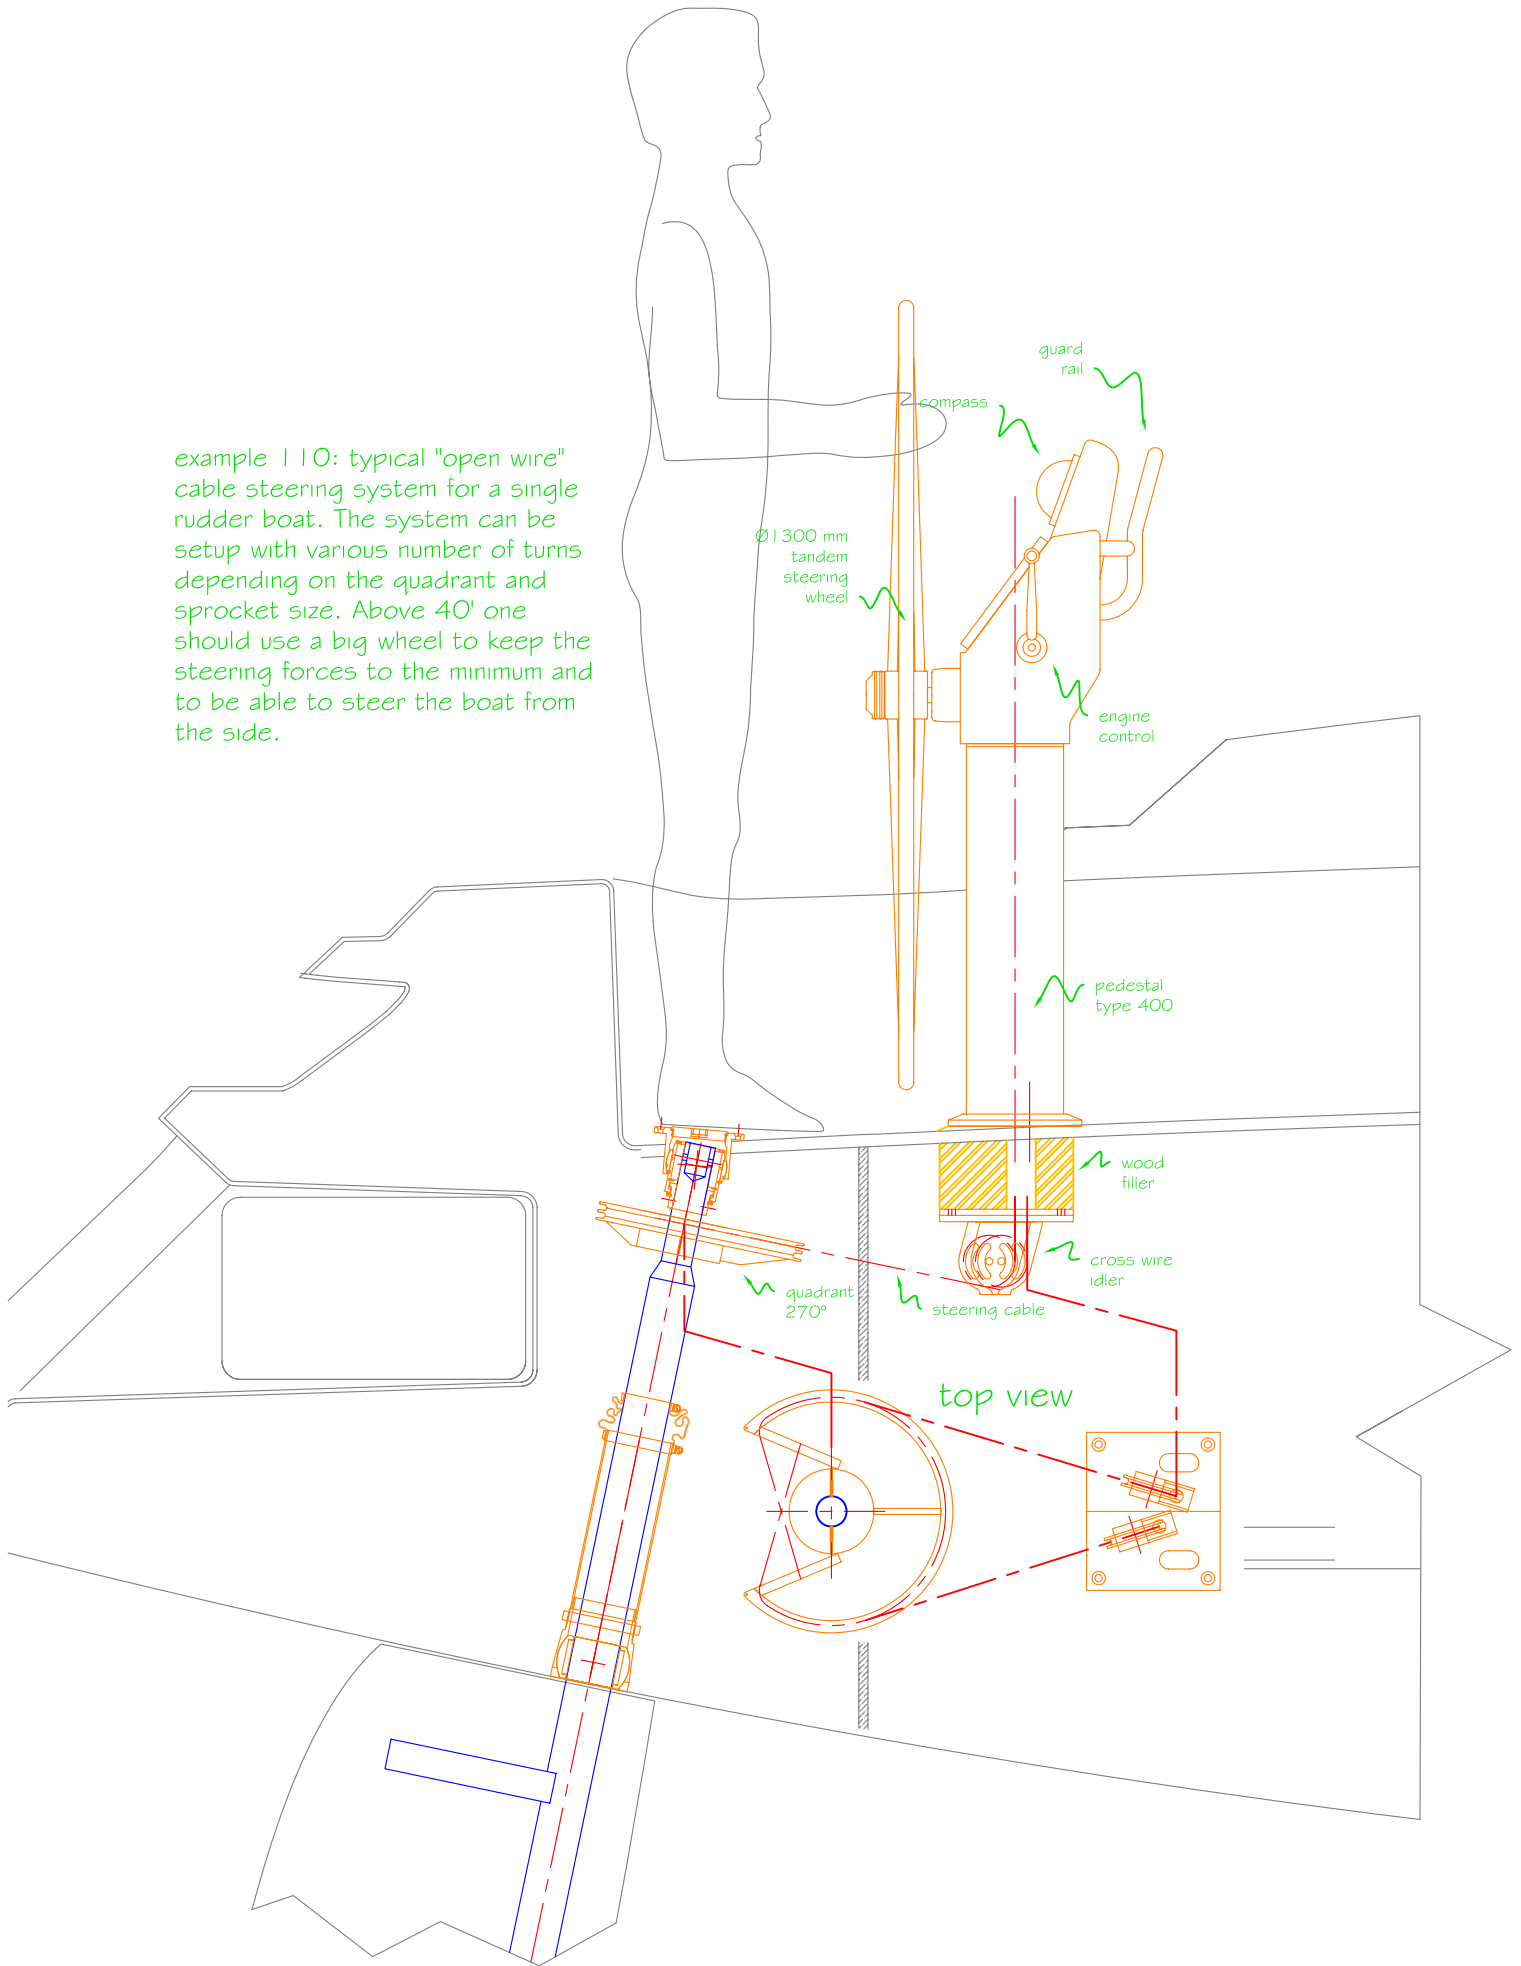 guard
rail
compass
example 110: typical "open wire"
cable steering system for a single
rudder boat. The system can be
setup with various number of turns
depending on the quadrant and
sprocket size. Above 40' one
should use a big wheel to keep the
steering forces to the minimum and
to be able to steer the boat from
the side.
Ø1300 mm
tandem
steering
wheel
engine
control
pedestal
type 400
wood
filler
cross wire
idler
quadrant
270°
steering cable
top view